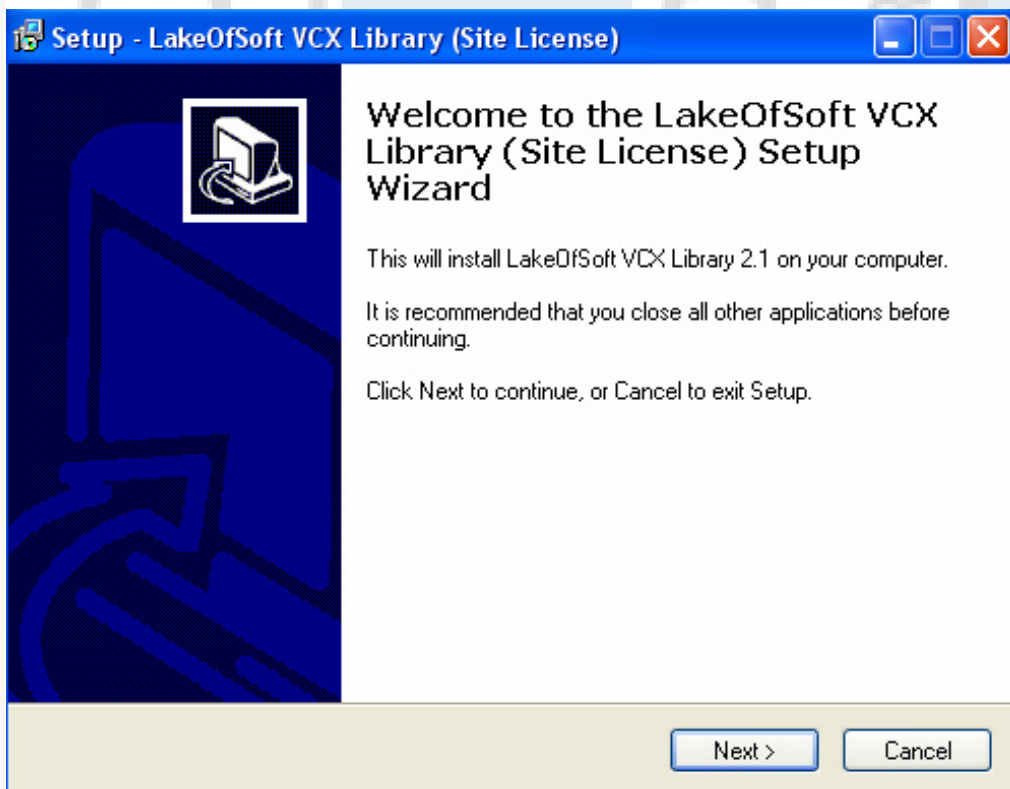 Setup - LakeOfSoft VCX Library (Site License)
Welcome to the LakeOfSoft VCX
Library (Site License) Setup
Wizard
This will install LakeOfSoft VCX Library 2.1 on your computer.
It is recommended that you close all other applications before
continuing.
Click Next to continue, or Cancel to exit Setup.
Next >
Cancel